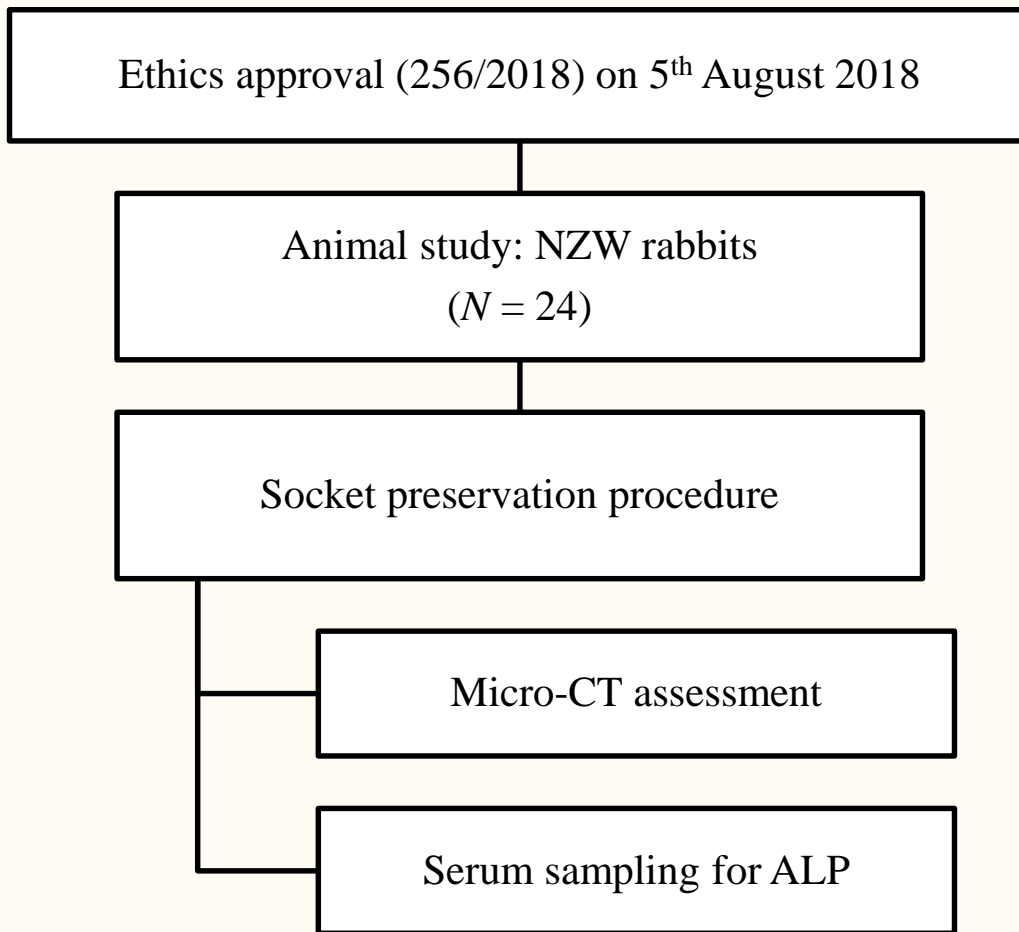 Ethics approval (256/2018) on 5th August 2018
Animal study: NZW rabbits
(N = 24)
Socket preservation procedure
Micro-CT assessment
Serum sampling for ALP